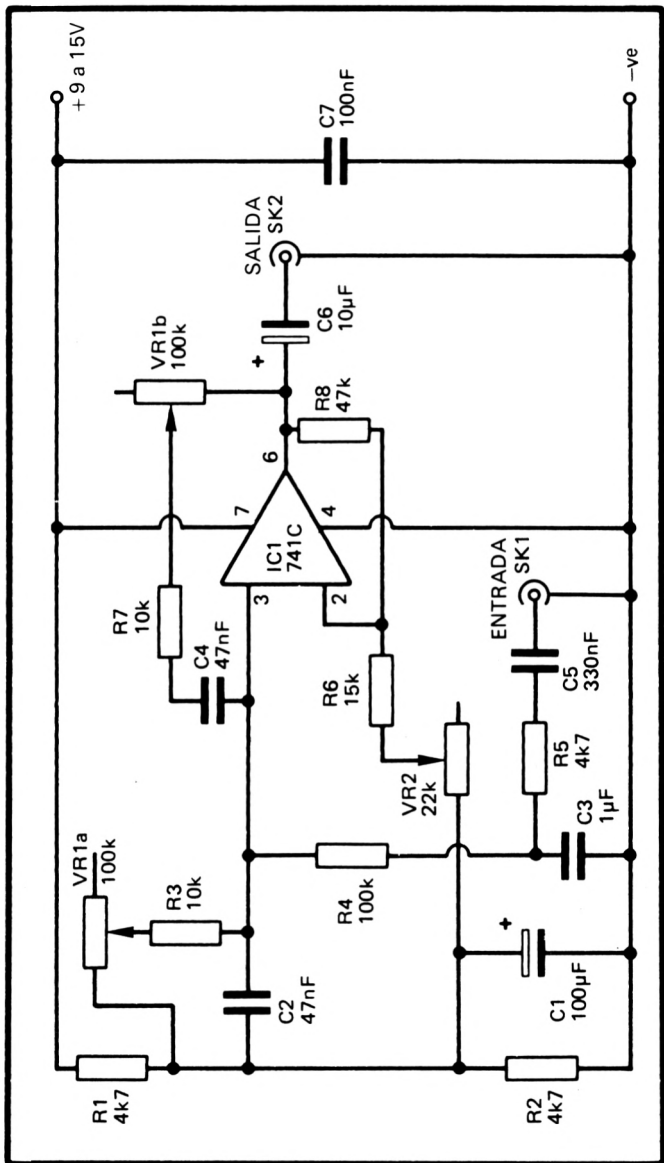 +9 a 15V
R1
4k7
VR1a
100k
R3
10k
C2
47nF
R7
10k
C4
47nF
VR1b
100k
3
2
7
4
6
IC1
741C
R8
47k
+
C6
10µF
SALIDA
SK2
C7
100nF
R6
15k
VR2
22k
R4
100k
R5
4k7
C3
1µF
C5
330nF
ENTRADA
SK1
+
C1
100µF
R2
4k7
−ve